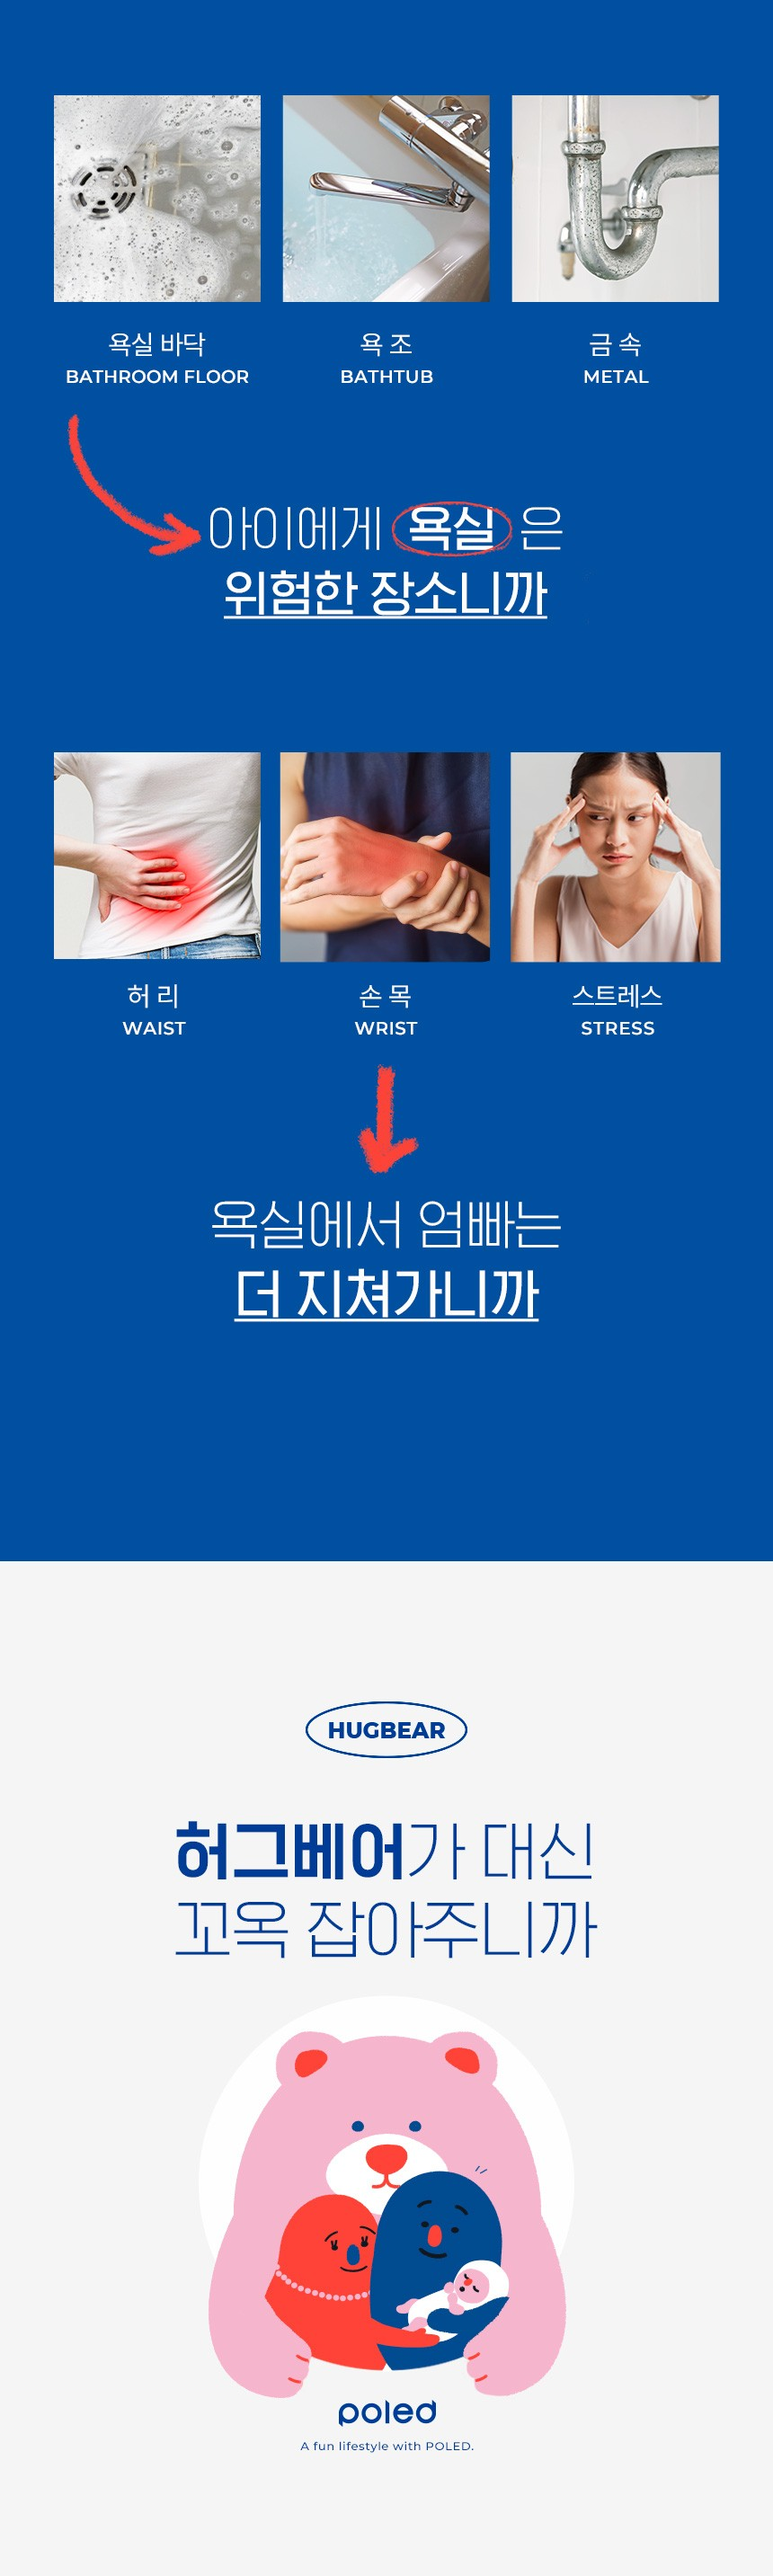 욕실 바닥
BATHROOM FLOOR
욕 조
BATHTUB
금 속
METAL
아이에게 욕실 은
위험한 장소니까
허 리
WAIST
손 목
WRIST
스트레스
STRESS
욕실에서 엄빠는
더 지쳐가니까
HUGBEAR
허그베어가 대신
꼬옥 잡아주니까
poled
A fun lifestyle with POLED.